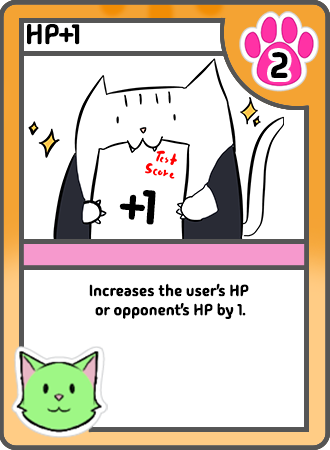 HP+1
2
Test
Score
+1
Increases the user's HP
or opponent's HP by 1.